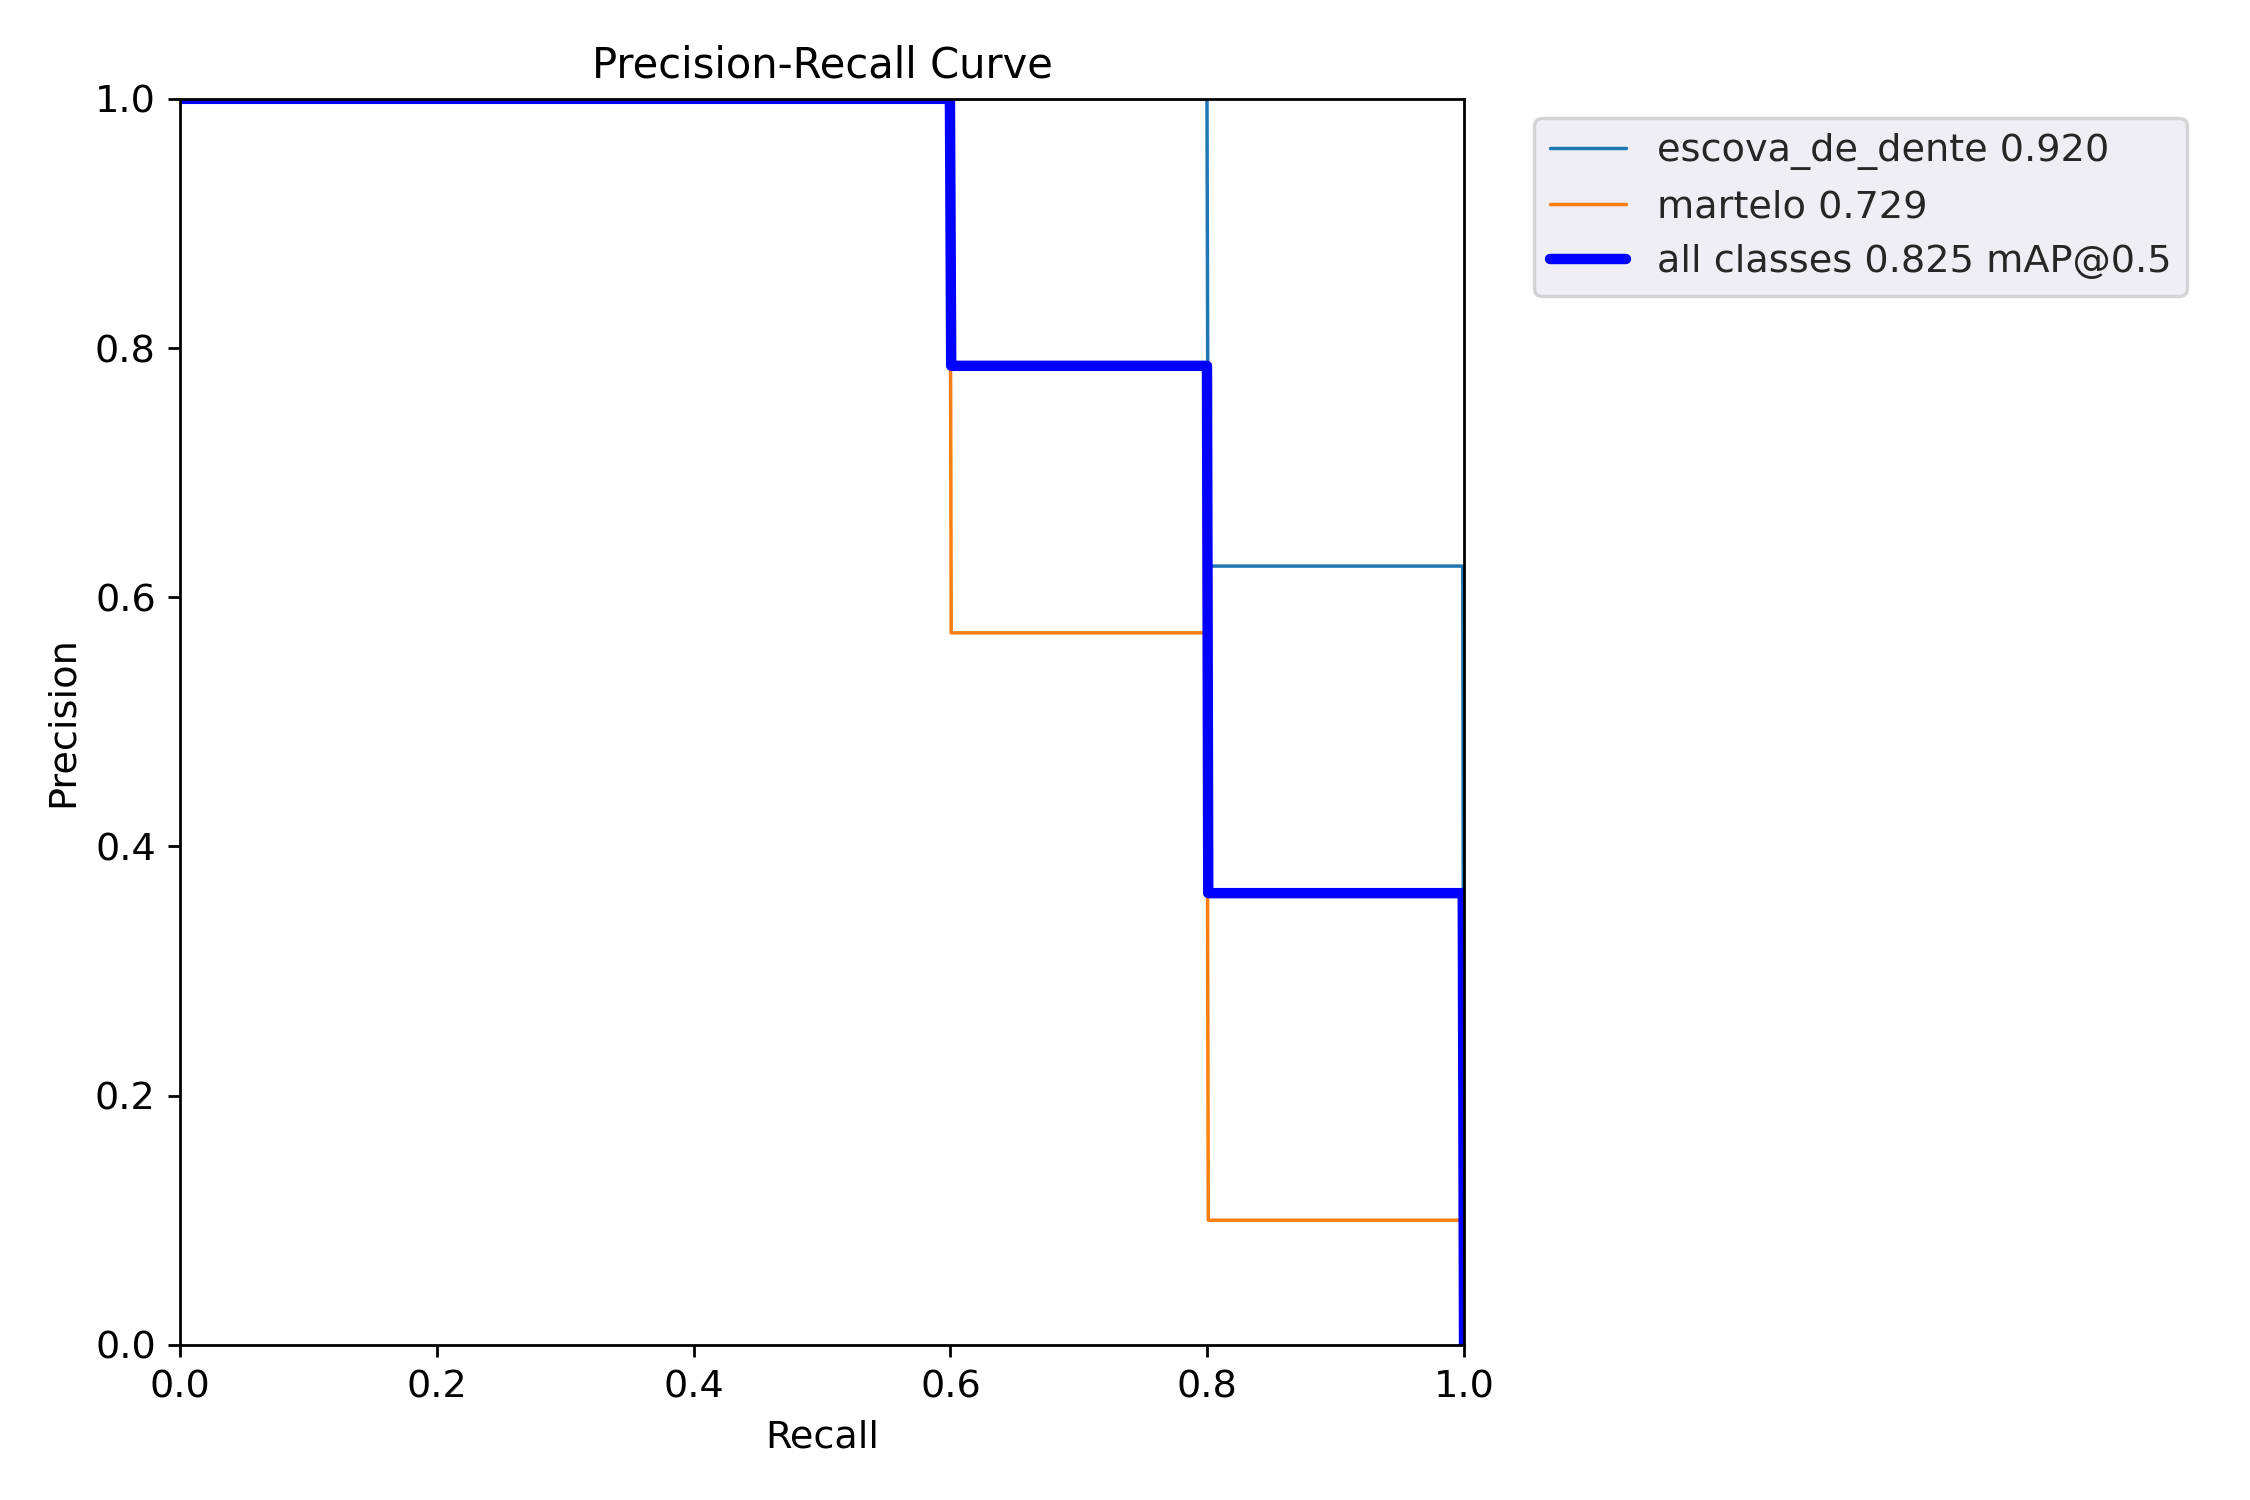 Precision-Recall Curve
1.0
0.8
0.6
0.4
0.2
0.0
Precision
0.0 0.2 0.4 0.6 0.8 1.0
Recall
escova_de_dente 0.920
martelo 0.729
all classes 0.825 mAP@0.5